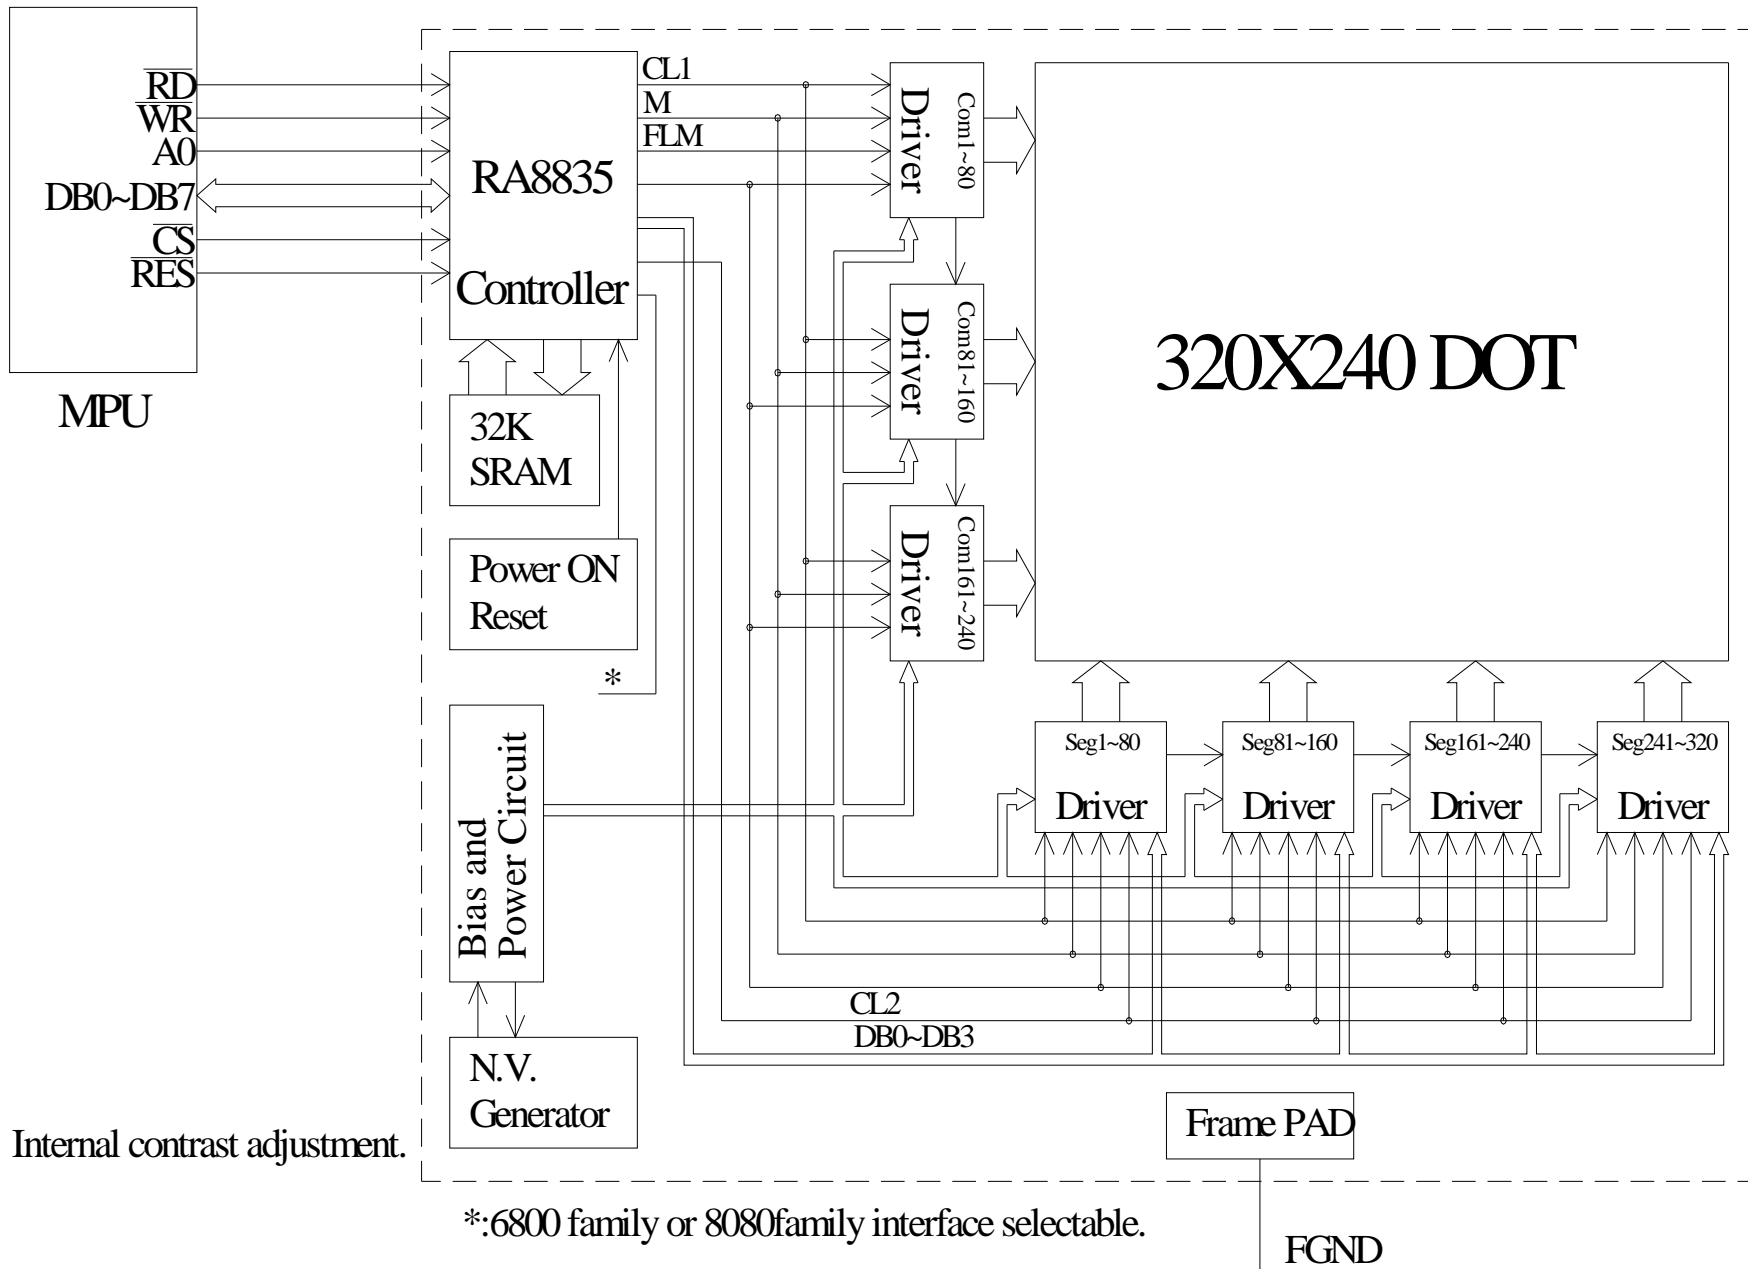 RD
WR
A0
DB0~DB7
CS
RES
MPU
RA8835
Controller
CL1
M
FLM
32K
SRAM
Power ON
Reset
*
Bias and
Power Circuit
N.V.
Generator
Driver
Com1~80
Driver
Com81~160
Driver
Com161~240
320X240 DOT
Seg1~80
Driver
Seg81~160
Driver
Seg161~240
Driver
Seg241~320
Driver
CL2
DB0~DB3
Frame PAD
Internal contrast adjustment.
*:6800 family or 8080family interface selectable.
FGND